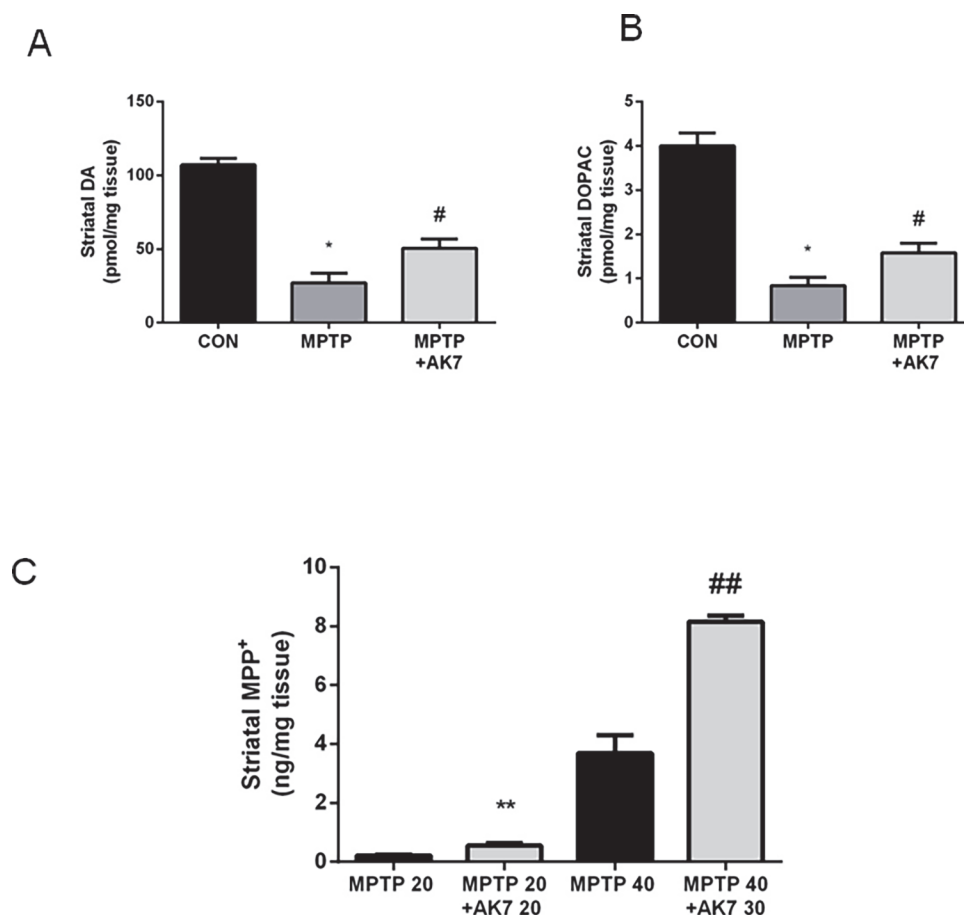 A
Striatal DA
(pmol/mg tissue)
150
100
50
0
*
#
CON
MPTP
MPTP
+AK7
B
Striatal DOPAC
(pmol/mg tissue)
5
4
3
2
1
0
*
#
CON
MPTP
MPTP
+AK7
C
Striatal MPP⁺
(ng/mg tissue)
10
8
6
4
2
0
**
##
MPTP 20
MPTP 20
+AK7 20
MPTP 40
MPTP 40
+AK7 30